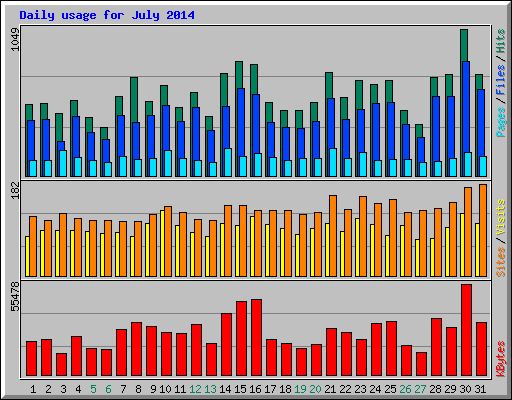 Daily usage for July 2014
1049
Pages / Files / Hits
182
Sites / Visits
55478
KBytes
1 2 3 4 5 6 7 8 9 10 11 12 13 14 15 16 17 18 19 20 21 22 23 24 25 26 27 28 29 30 31